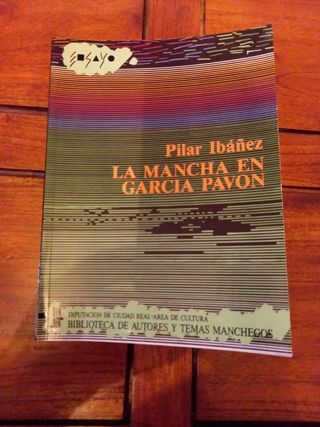 ENSAYO
Pilar Ibáñez
LA MANCHA EN
GARCIA PAVON
DIPUTACION DE CIUDAD REAL-AREA DE CULTURA
BIBLIOTECA DE AUTORES Y TEMAS MANCHEGOS